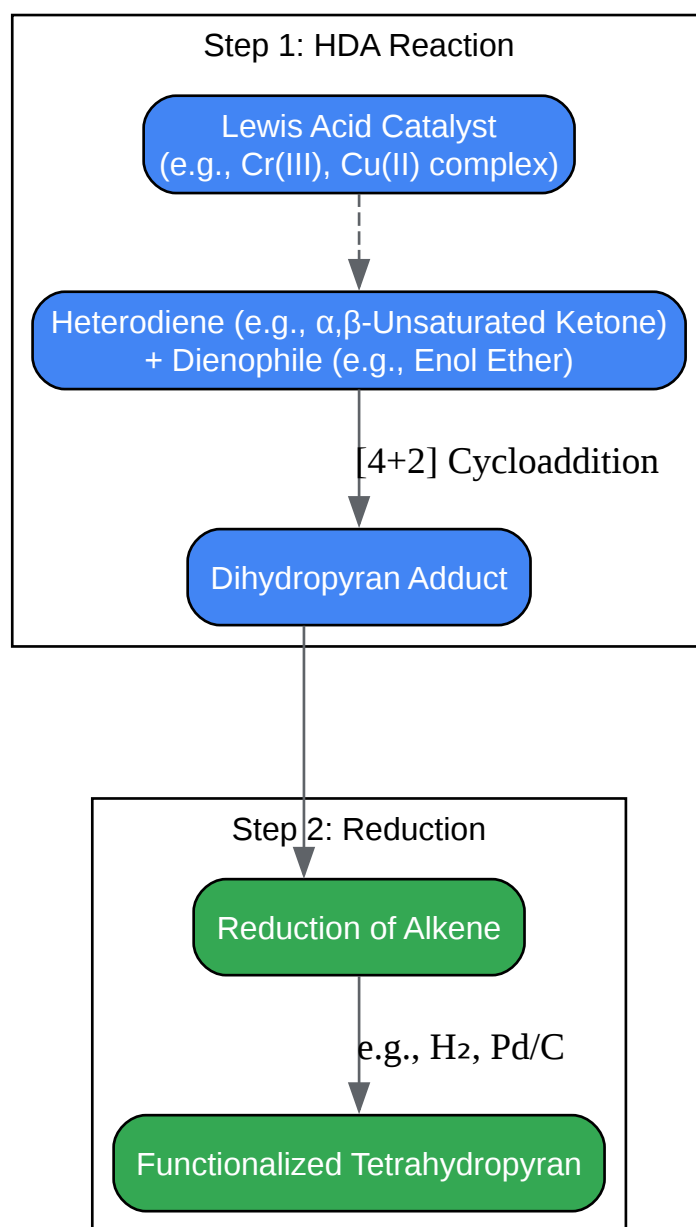 Step 1: HDA Reaction
Lewis Acid Catalyst
(e.g., Cr(III), Cu(II) complex)
Heterodiene (e.g., α,β-Unsaturated Ketone)
+ Dienophile (e.g., Enol Ether)
[4+2] Cycloaddition
Dihydropyran Adduct
Step 2: Reduction
Reduction of Alkene
e.g., H₂, Pd/C
Functionalized Tetrahydropyran